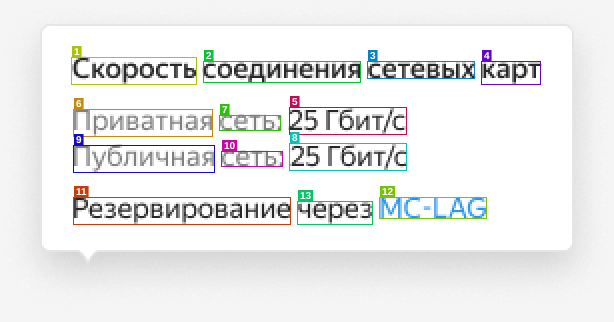 Скорость соединения сетевых карт
Приватная сеть: 25 Гбит/с
Публичная сеть: 25 Гбит/с
Резервирование через MC-LAG